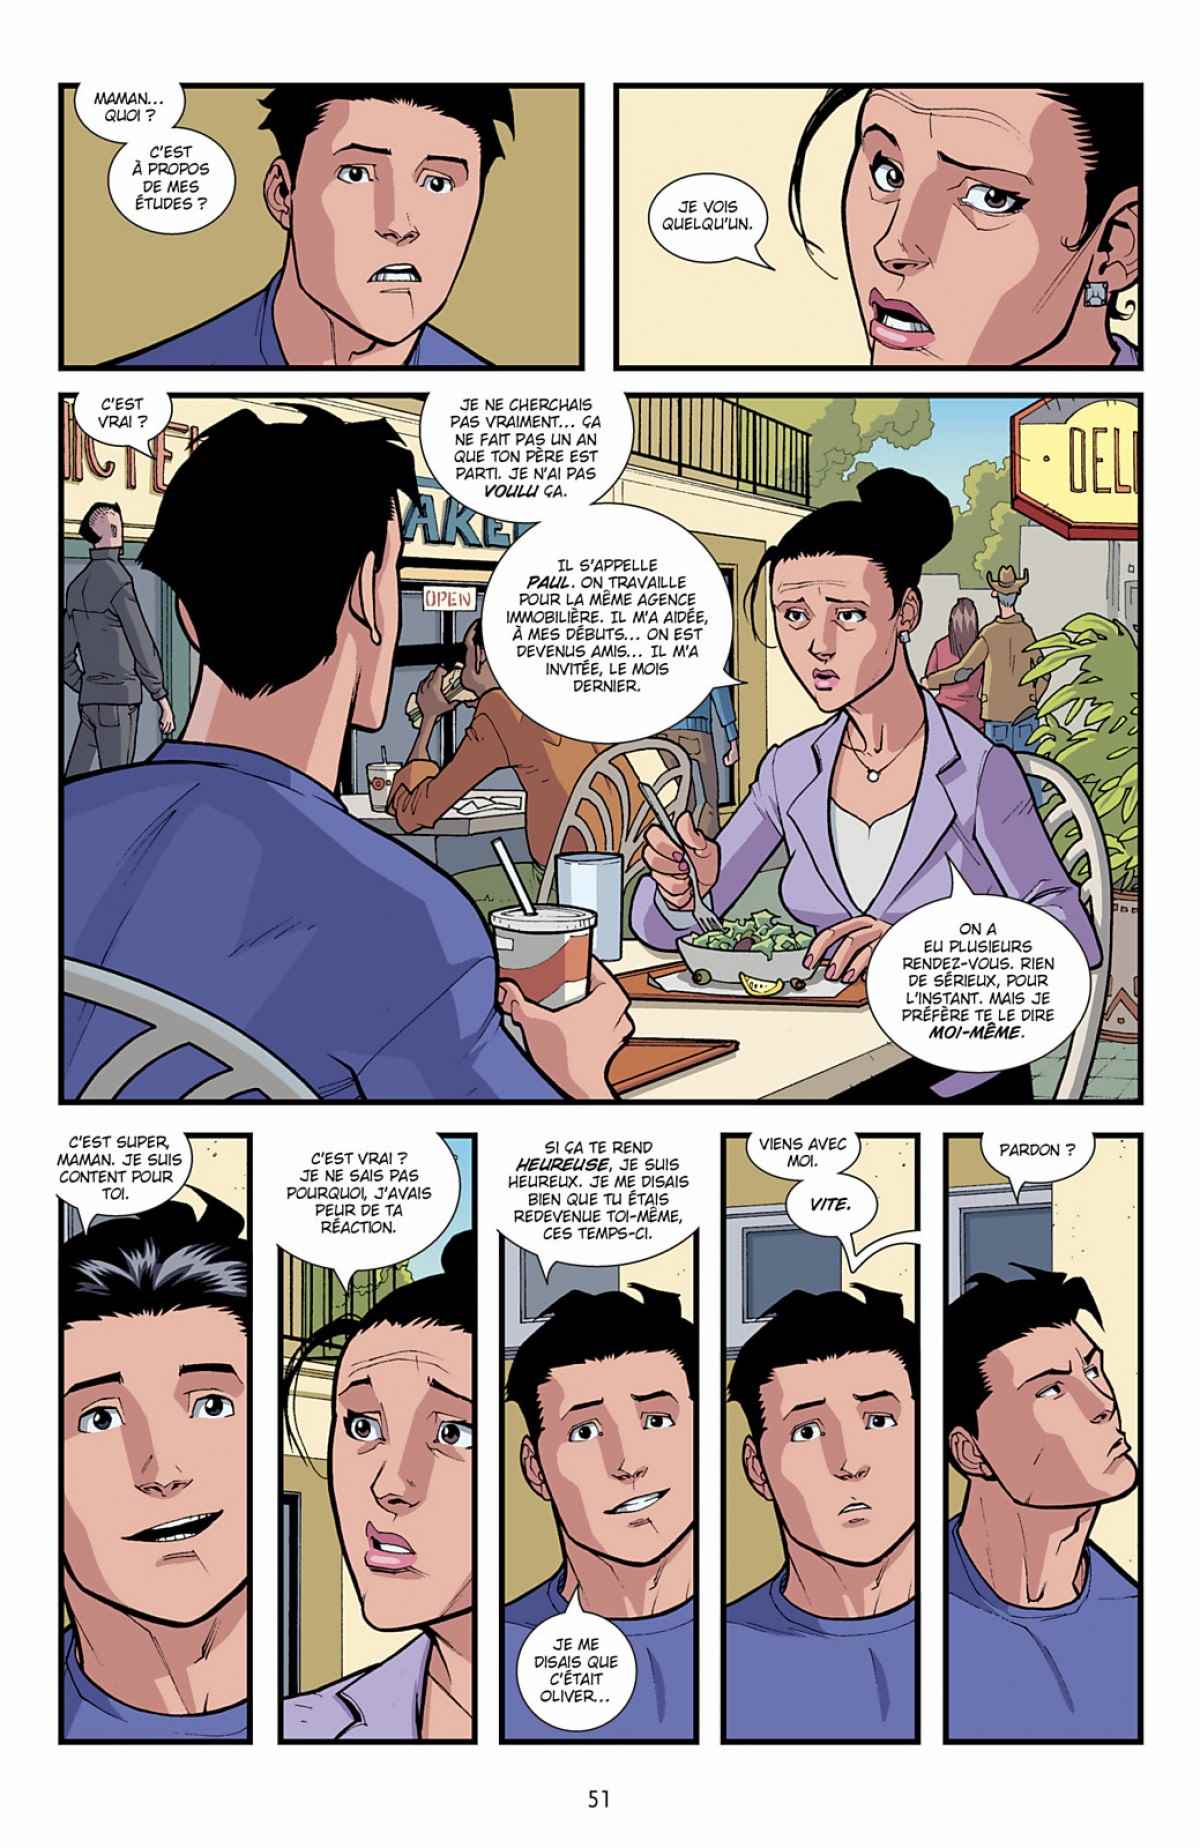 MAMAN...
QUOI ?
C'EST
À PROPOS
DE MES
ÉTUDES ?
JE VOIS
QUELQU'UN.
C'EST
VRAI ?
JE NE CHERCHAIS
PAS VRAIMENT... ÇA
NE FAIT PAS UN AN
QUE TON PÈRE EST
PARTI. JE N'AI PAS
VOULU ÇA.
IL S'APPELLE
PAUL. ON TRAVAILLE
POUR LA MÊME AGENCE
IMMOBILIÈRE. IL M'A AIDÉE,
À MES DÉBUTS... ON EST
DEVENUS AMIS... IL M'A
INVITÉE, LE MOIS
DERNIER.
OPEN
DEL
ON A
EU PLUSIEURS
RENDEZ-VOUS. RIEN
DE SÉRIEUX, POUR
L'INSTANT. MAIS JE
PRÉFÈRE TE LE DIRE
MOI-MÊME.
C'EST SUPER,
MAMAN. JE SUIS
CONTENT POUR
TOI.
C'EST VRAI ?
JE NE SAIS PAS
POURQUOI, J'AVAIS
PEUR DE TA
RÉACTION.
SI ÇA TE REND
HEUREUSE, JE SUIS
HEUREUX. JE ME DISAIS
BIEN QUE TU ÉTAIS
REDEVENUE TOI-MÊME,
CES TEMPS-CI.
JE ME
DISAIS QUE
C'ÉTAIT
OLIVER...
VIENS AVEC
MOI.
VITE.
PARDON ?
51